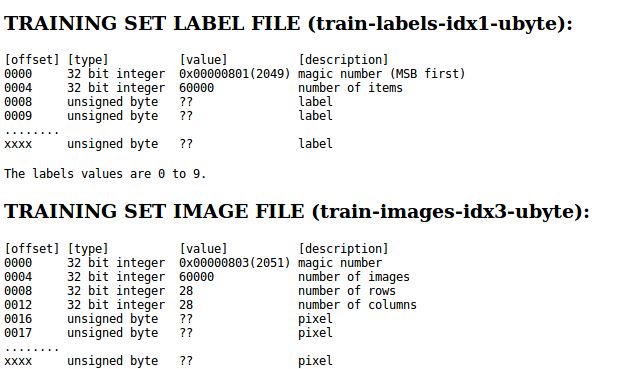 TRAINING SET LABEL FILE (train-labels-idx1-ubyte):
[offset] [type] [value] [description]
0000 32 bit integer 0x00000801(2049) magic number (MSB first)
0004 32 bit integer 60000 number of items
0008 unsigned byte ?? label
0009 unsigned byte ?? label
........
xxxx unsigned byte ?? label
The labels values are 0 to 9.
TRAINING SET IMAGE FILE (train-images-idx3-ubyte):
[offset] [type] [value] [description]
0000 32 bit integer 0x00000803(2051) magic number
0004 32 bit integer 60000 number of images
0008 32 bit integer 28 number of rows
0012 32 bit integer 28 number of columns
0016 unsigned byte ?? pixel
0017 unsigned byte ?? pixel
........
xxxx unsigned byte ?? pixel